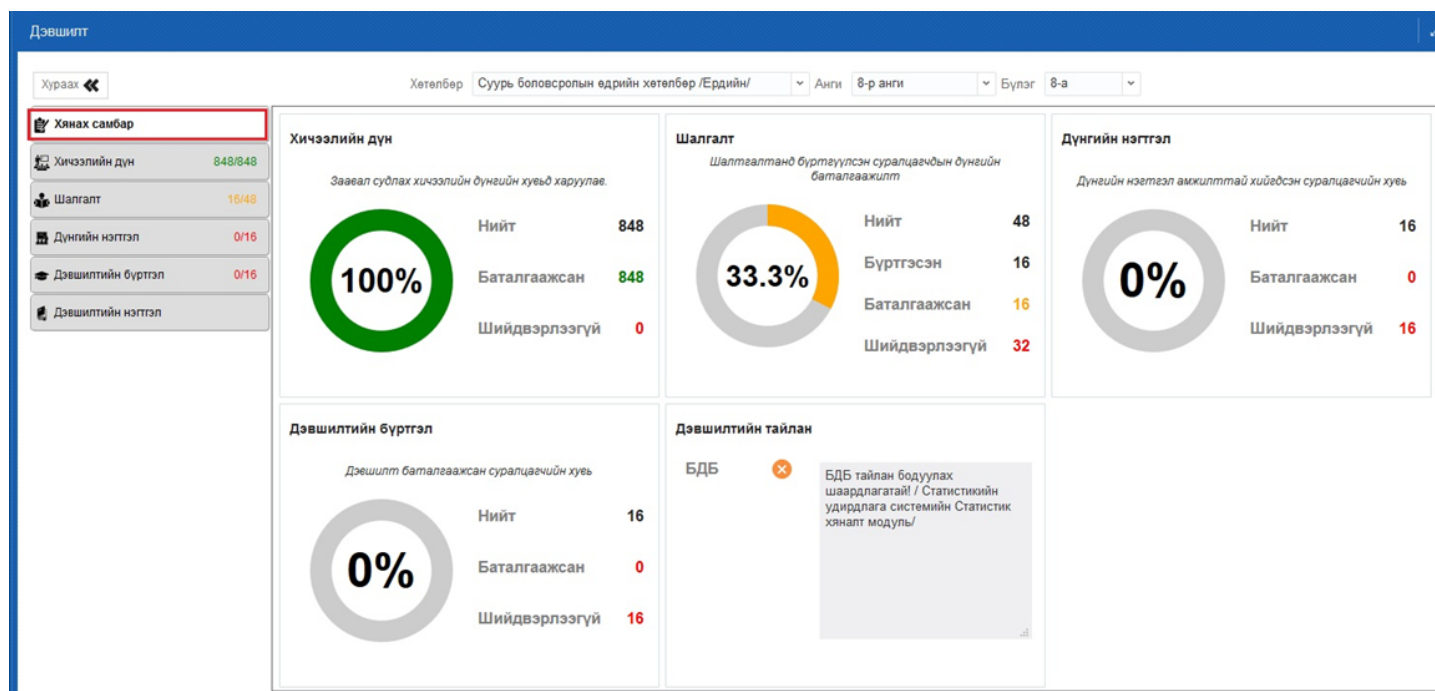 Дэвшилт
Хураах
Хөтөлбөр Суурь боловсролын өдрийн хөтөлбөр /Ердийн/ Анги 8-р анги Бүлэг 8-а
Хянах самбар
Хичээлийн дүн 848/848
Шалгалт 16/48
Дүнгийн нэгтгэл 0/16
Дэвшилтийн бүртгэл 0/16
Дэвшилтийн нэгтгэл
Хичээлийн дүн
Заавал судлах хичээлийн дүнгийн хувьд харуулав.
100%
Нийт 848
Баталгаажсан 848
Шийдвэрлээгүй 0
Шалгалт
Шалтгалтанд бүртгүүлсэн суралцагчдын дүнгийн
баталгаажилт
33.3%
Нийт 48
Бүртгэсэн 16
Баталгаажсан 16
Шийдвэрлээгүй 32
Дүнгийн нэгтгэл
Дүнгийн нэгтгэл амжилттай хийгдсэн суралцагчийн хувь
0%
Нийт 16
Баталгаажсан 0
Шийдвэрлээгүй 16
Дэвшилтийн бүртгэл
Дэвшилт баталгаажсан суралцагчийн хувь
0%
Нийт 16
Баталгаажсан 0
Шийдвэрлээгүй 16
Дэвшилтийн тайлан
БДБ
БДБ тайлан бодуулах
шаардлагатай! / Статистикийн
удирдлага системийн Статистик
хяналт модуль/